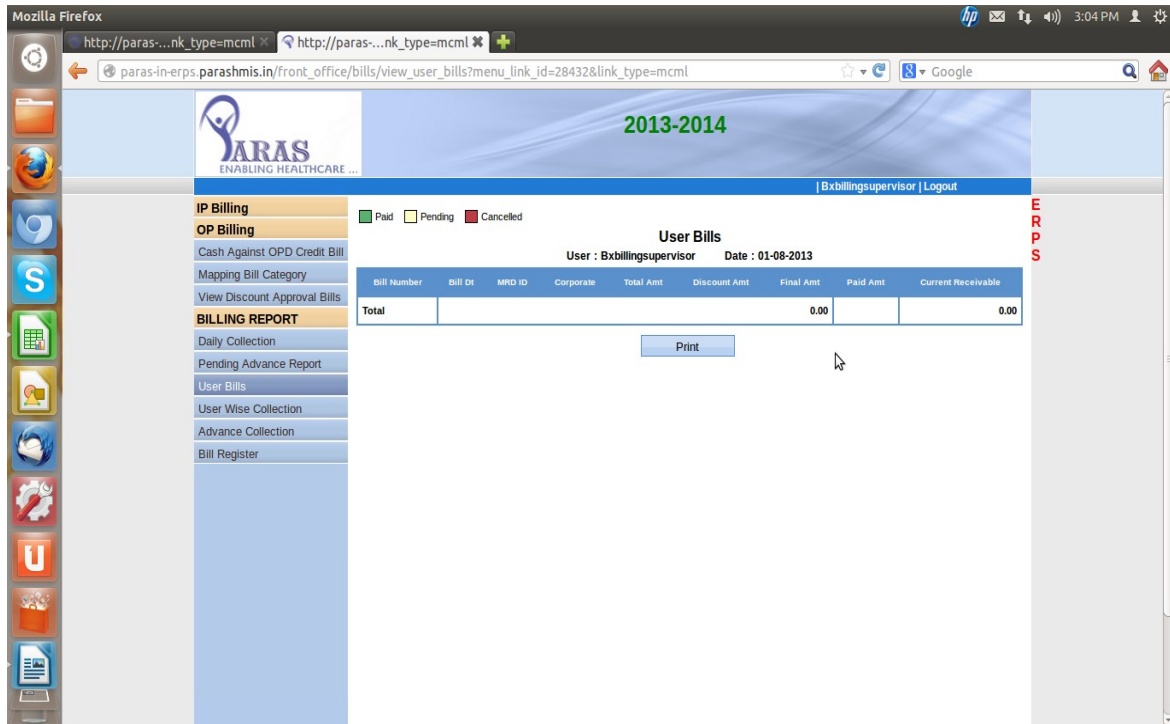 Mozilla Firefox
hp
3:04 PM
http://paras-...nk_type=mcml
http://paras-...nk_type=mcml
paras-in-erps.parashmis.in/front_office/bills/view_user_bills?menu_link_id=28432&link_type=mcml
8
Google
PARAS
ENABLING HEALTHCARE ...
2013-2014
| Bxbillingsupervisor | Logout
E
R
P
S
IP Billing
OP Billing
Cash Against OPD Credit Bill
Mapping Bill Category
View Discount Approval Bills
BILLING REPORT
Daily Collection
Pending Advance Report
User Bills
User Wise Collection
Advance Collection
Bill Register
Paid Pending Cancelled
User Bills
User : Bxbillingsupervisor Date : 01-08-2013
Bill Number Bill Dt MRD ID Corporate Total Amt Discount Amt Final Amt Paid Amt Current Receivable
Total 0.00 0.00
Print
S
U